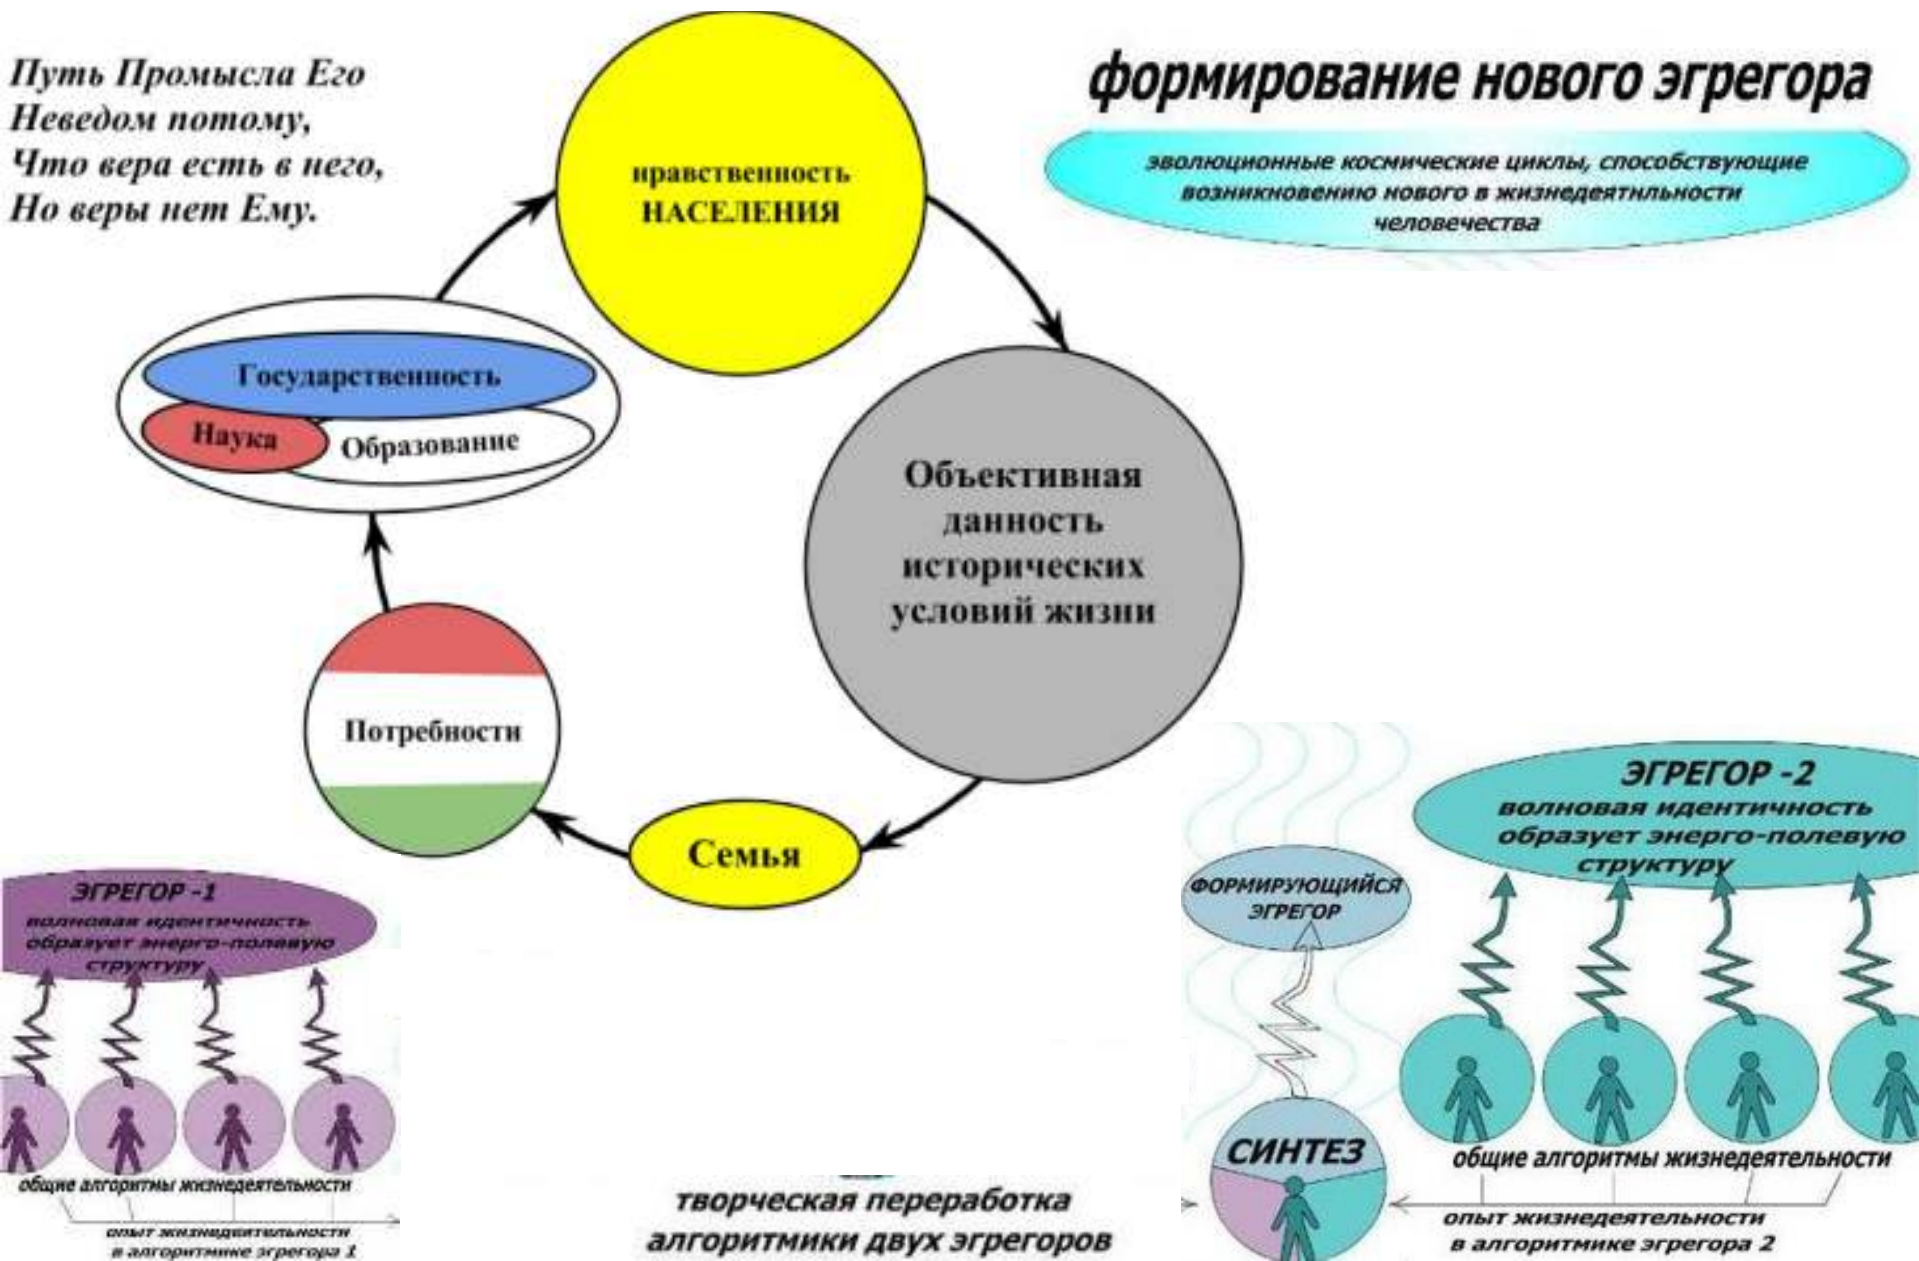 Путь Промысла Его
Неведом потому,
Что вера есть в него,
Но веры нет Ему.
формирование нового эгрегора
эволюционные космические циклы, способствующие
возникновению нового в жизнедеятнльности
человечества
нравственность
НАСЕЛЕНИЯ
Государственность
Наука
Образование
Объективная
данность
исторических
условий жизни
Потребности
Семья
ЭГРЕГОР -1
волновая идентичность
образует энерго-полевую
структуру
общие алгоритмы жизнедеятельности
опыт жизнедеятельности
в алгоритмике эгрегора 1
творческая переработка
алгоритмики двух эгрегоров
ФОРМИРУЮЩИЙСЯ
ЭГРЕГОР
СИНТЕЗ
ЭГРЕГОР -2
волновая идентичность
образует энерго-полевую
структуру
общие алгоритмы жизнедеятельности
опыт жизнедеятельности
в алгоритмике эгрегора 2